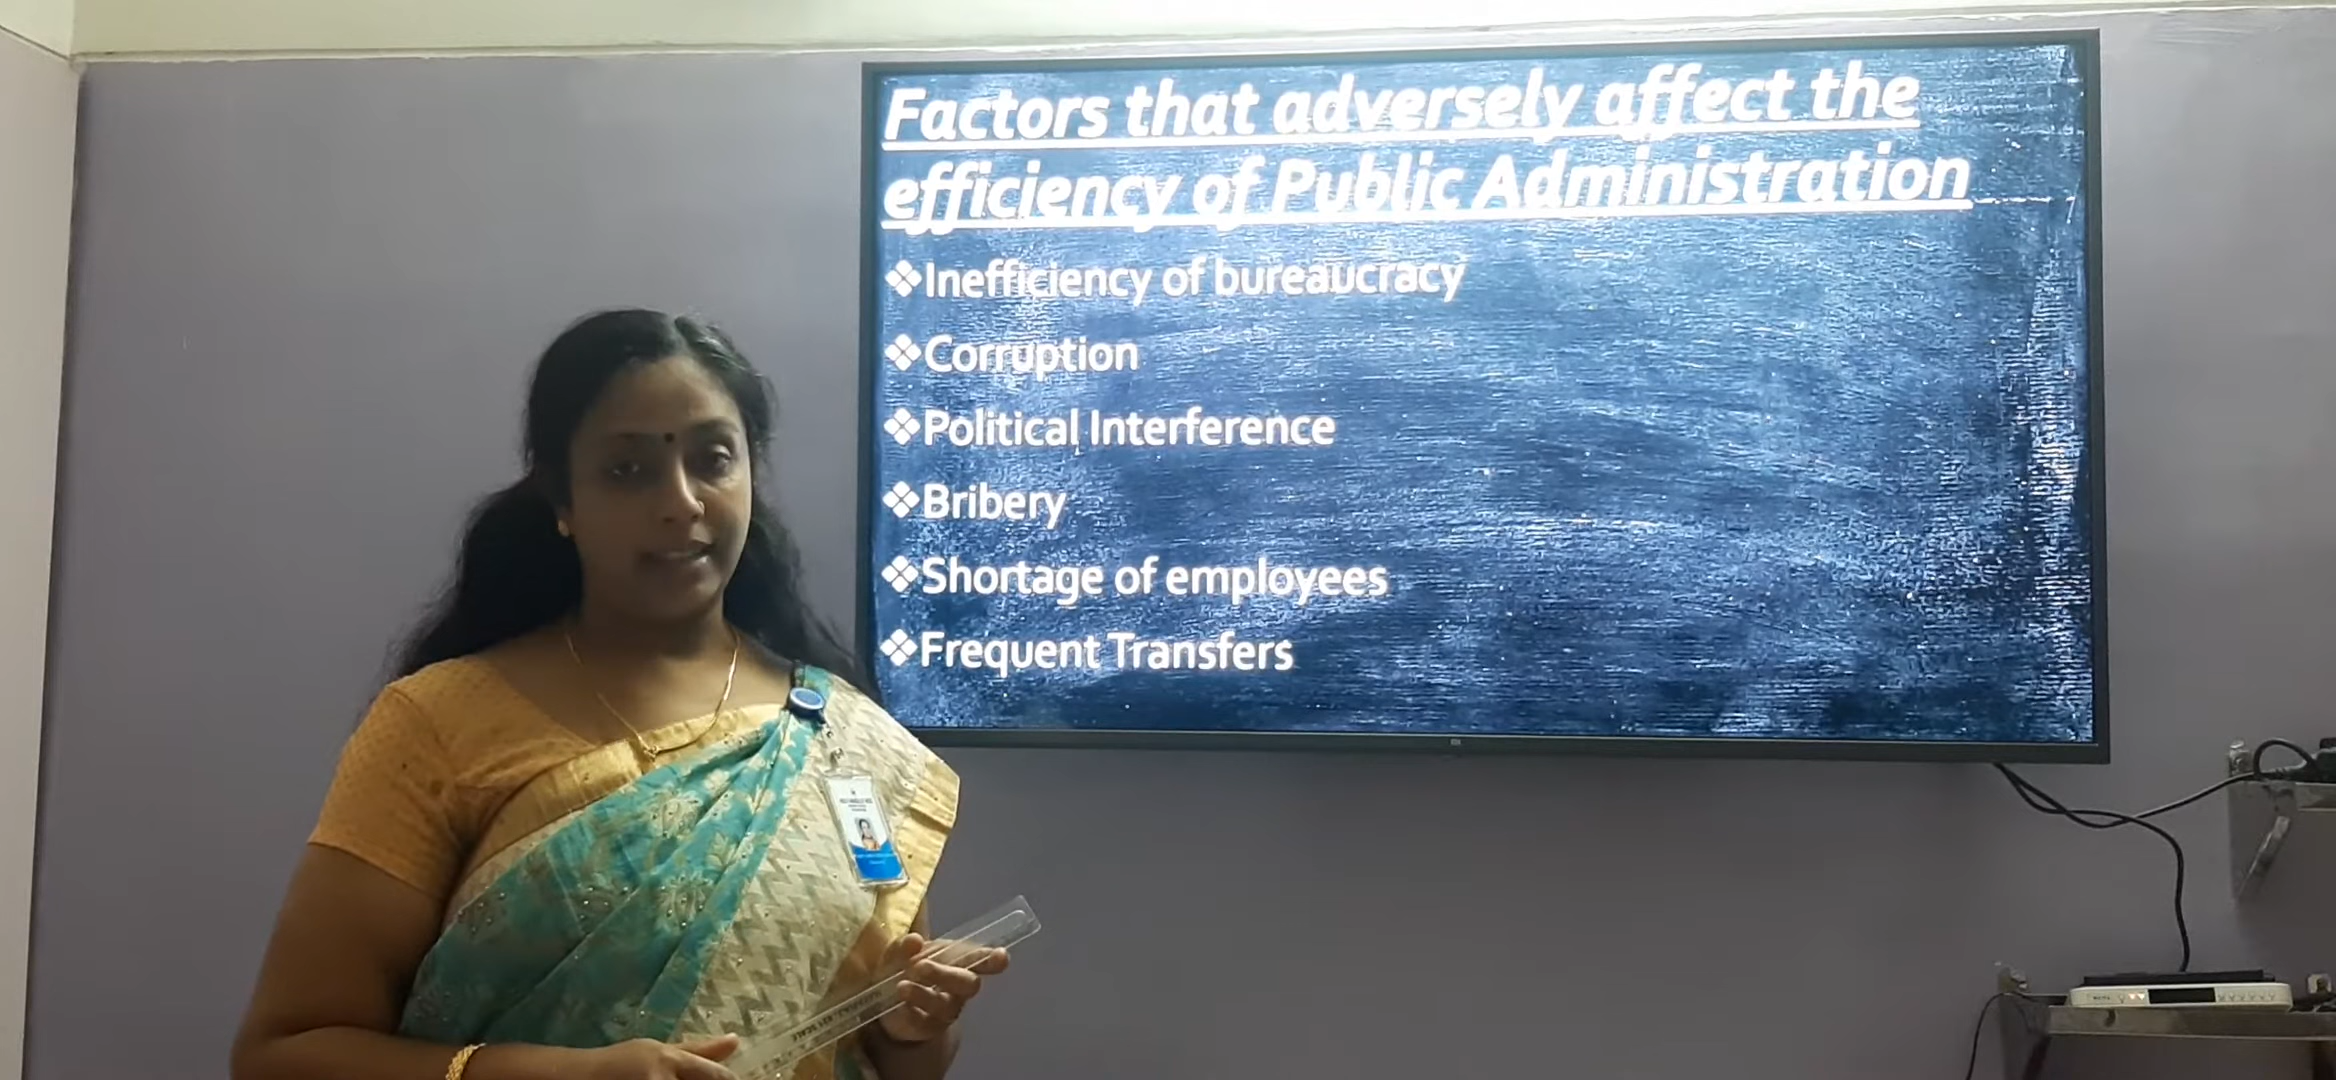 Factors that adversely affect the
efficiency of Public Administration
❖Inefficiency of bureaucracy
❖Corruption
❖Political Interference
❖Bribery
❖Shortage of employees
❖Frequent Transfers